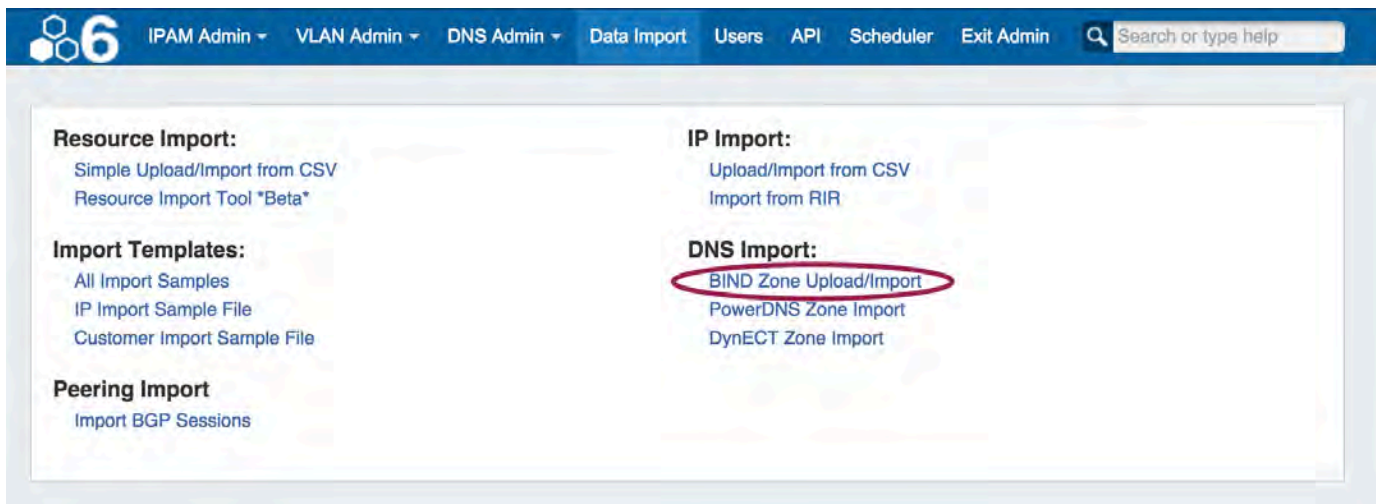 6 IPAM Admin VLAN Admin DNS Admin Data Import Users API Scheduler Exit Admin Search or type help
Resource Import:
Simple Upload/Import from CSV
Resource Import Tool *Beta*
Import Templates:
All Import Samples
IP Import Sample File
Customer Import Sample File
Peering Import
Import BGP Sessions
IP Import:
Upload/Import from CSV
Import from RIR
DNS Import:
BIND Zone Upload/Import
PowerDNS Zone Import
DynECT Zone Import